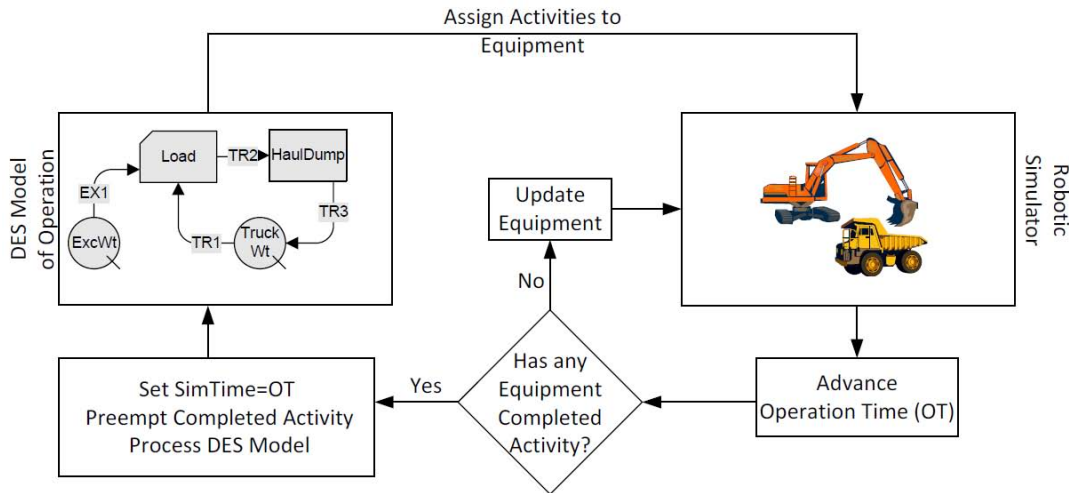 Assign Activities to
Equipment
DES Model
of Operation
Load
TR2
HaulDump
EX1
TR3
ExcWt
TR1
Truck
Wt
Update
Equipment
Robotic
Simulator
No
Has any
Equipment
Completed
Activity?
Yes
Set SimTime=OT
Preempt Completed Activity
Process DES Model
Advance
Operation Time (OT)